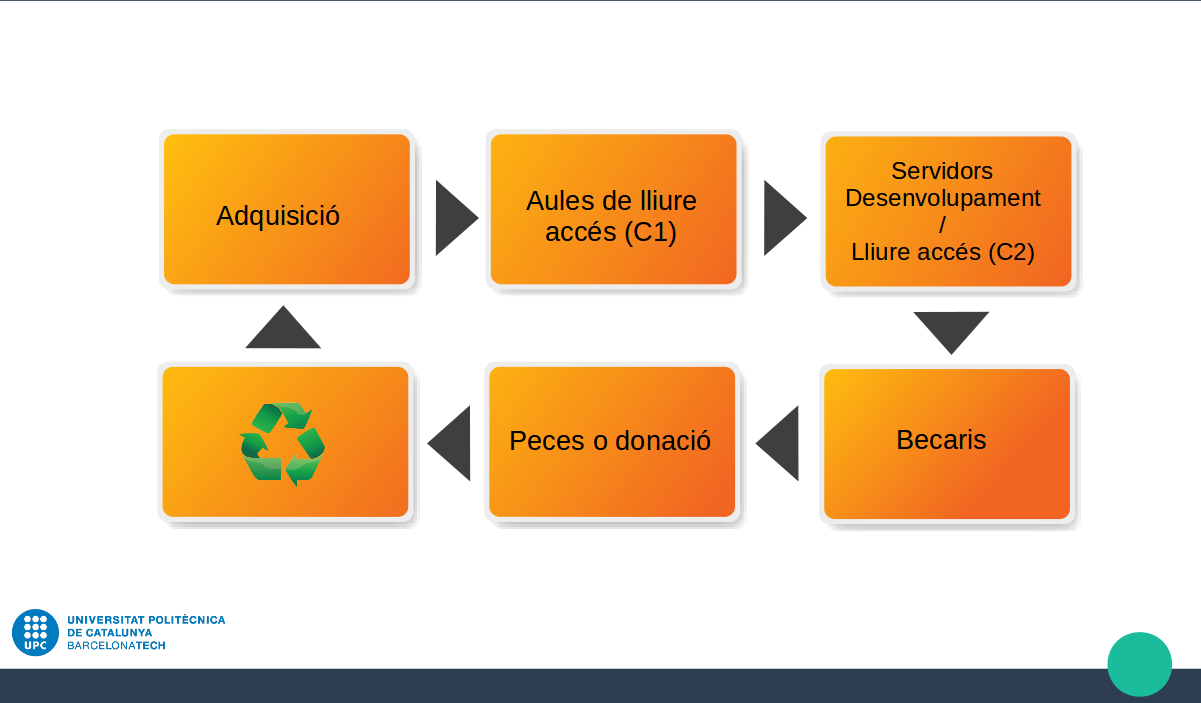 Adquisició
Aules de lliure
accés (C1)
Servidors
Desenvolupament
/
Lliure accés (C2)
Peces o donació
Becaris
UPC
UNIVERSITAT POLITÈCNICA
DE CATALUNYA
BARCELONATECH